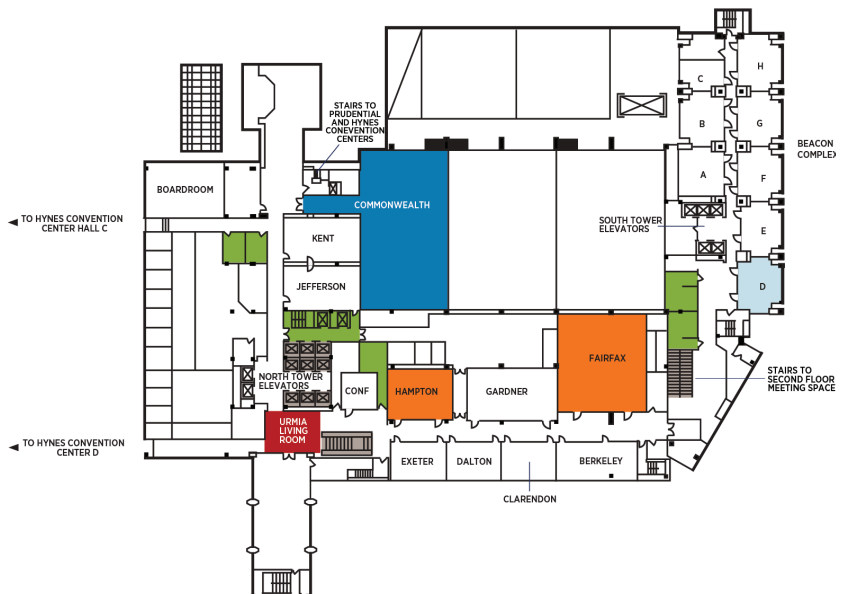 H
C
STAIRS TO
PRUDENTIAL
AND HYNES
CONEVENTION
CENTERS
B
G
BEACON
COMPLEX
A
F
BOARDROOM
COMMONWEALTH
◄ TO HYNES CONVENTION
CENTER HALL C
SOUTH TOWER
ELEVATORS
E
KENT
JEFFERSON
D
FAIRFAX
NORTH TOWER
ELEVATORS
CONF
HAMPTON
GARDNER
STAIRS TO
SECOND FLOOR
MEETING SPACE
URMIA
LIVING
ROOM
◄ TO HYNES CONVENTION
CENTER D
EXETER
DALTON
BERKELEY
CLARENDON